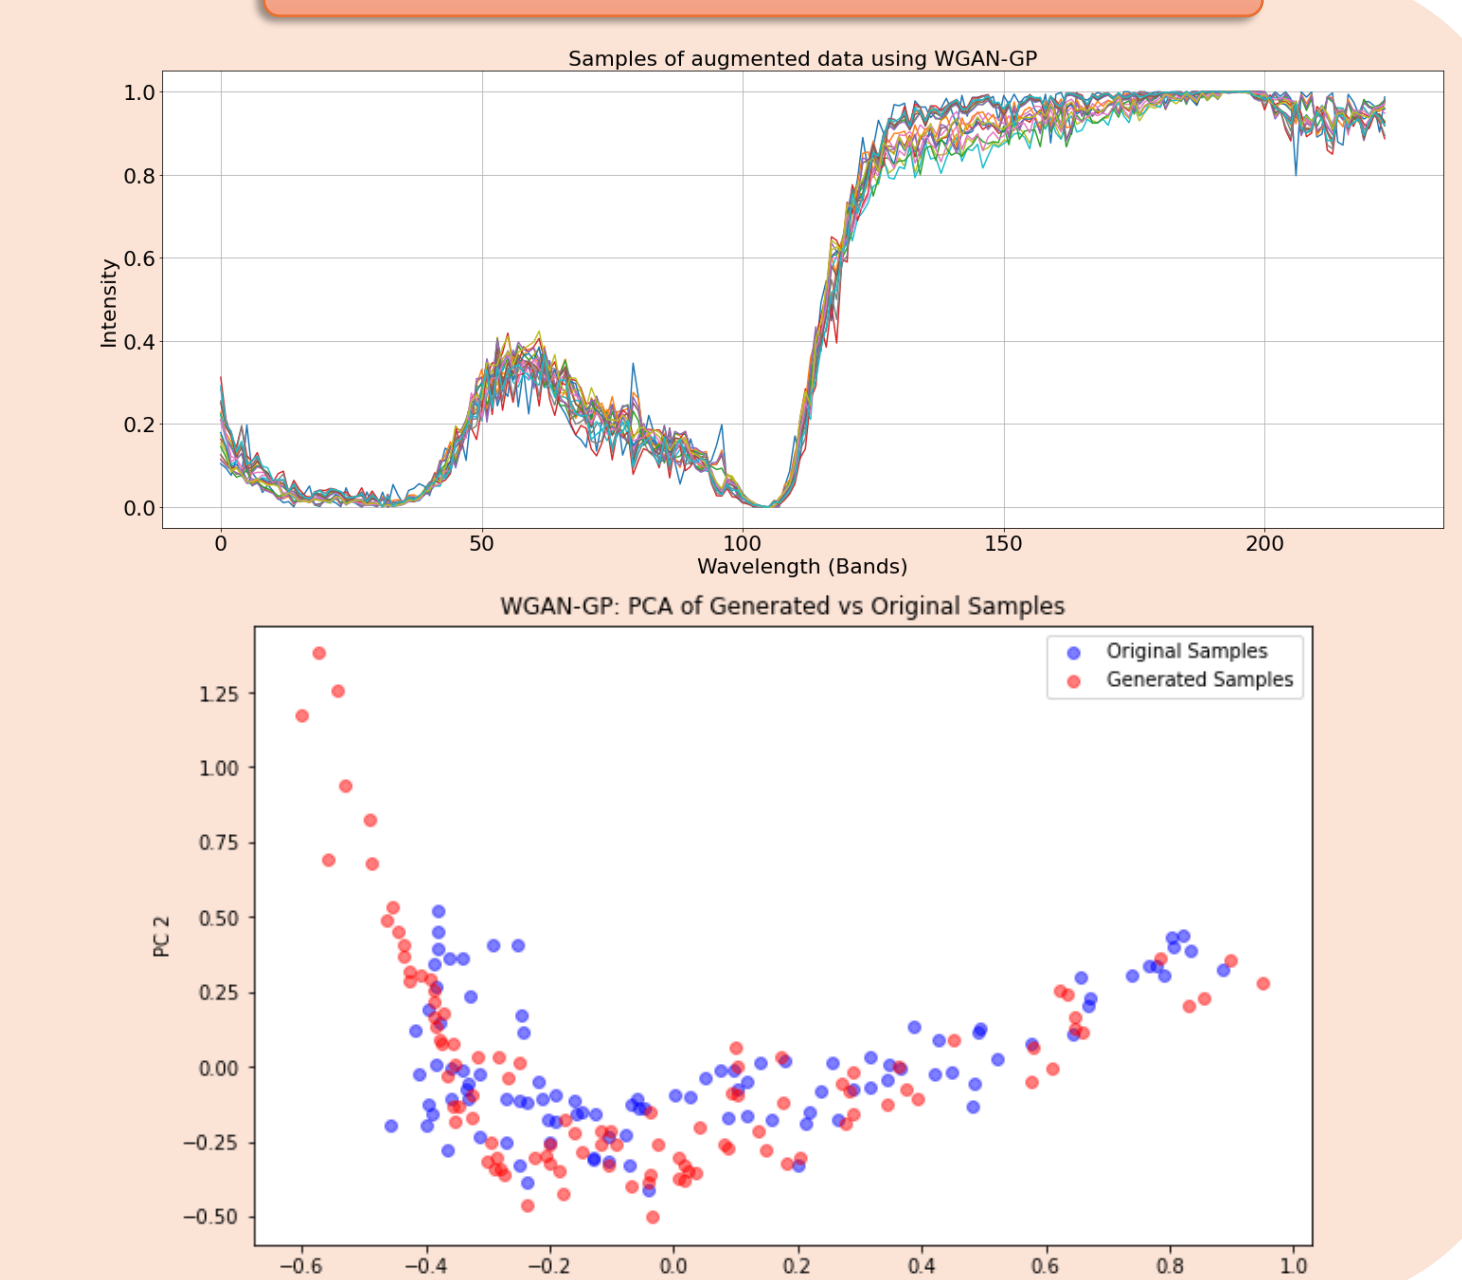 Samples of augmented data using WGAN-GP
1.0
0.8
0.6
0.4
0.2
0.0
Intensity
0 50 100 150 200
Wavelength (Bands)
WGAN-GP: PCA of Generated vs Original Samples
Original Samples
Generated Samples
1.25
1.00
0.75
0.50
0.25
0.00
−0.25
−0.50
PC 2
−0.6 −0.4 −0.2 0.0 0.2 0.4 0.6 0.8 1.0